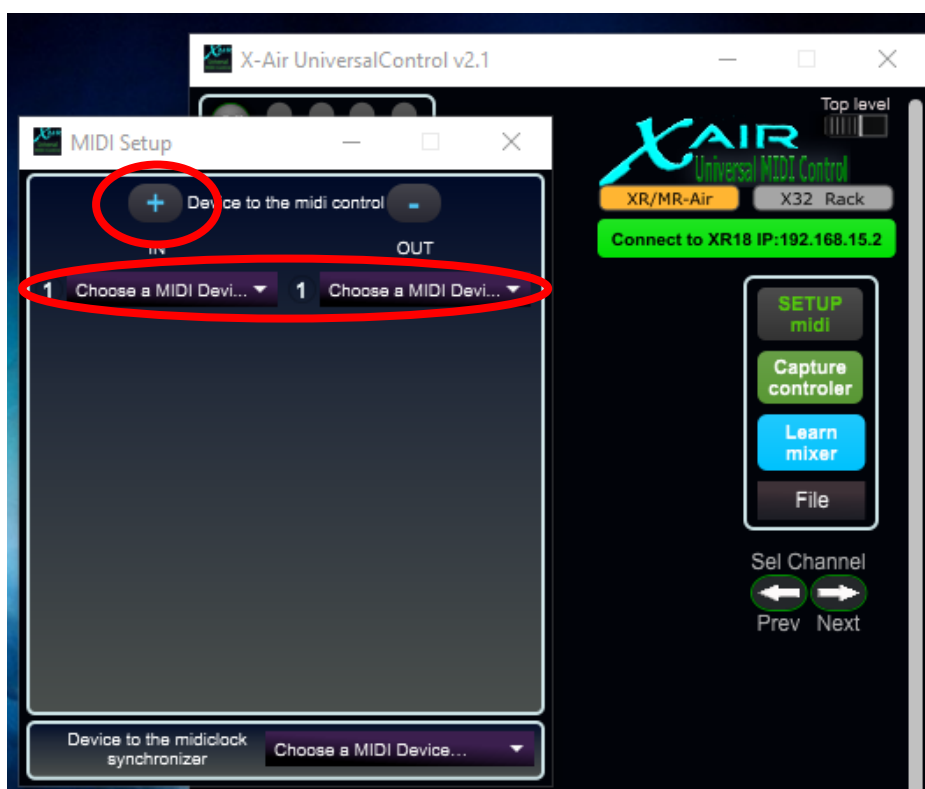 X-Air UniversalControl v2.1
Top level
XAIR
Universal MIDI Control
XR/MR-Air
X32 Rack
Connect to XR18 IP:192.168.15.2
SETUP
midi
Capture
controler
Learn
mixer
File
Sel Channel
Prev Next
MIDI Setup
+ Device to the midi control -
IN OUT
1 Choose a MIDI Devi... 1 Choose a MIDI Devi...
Device to the midiclock
synchronizer
Choose a MIDI Device...